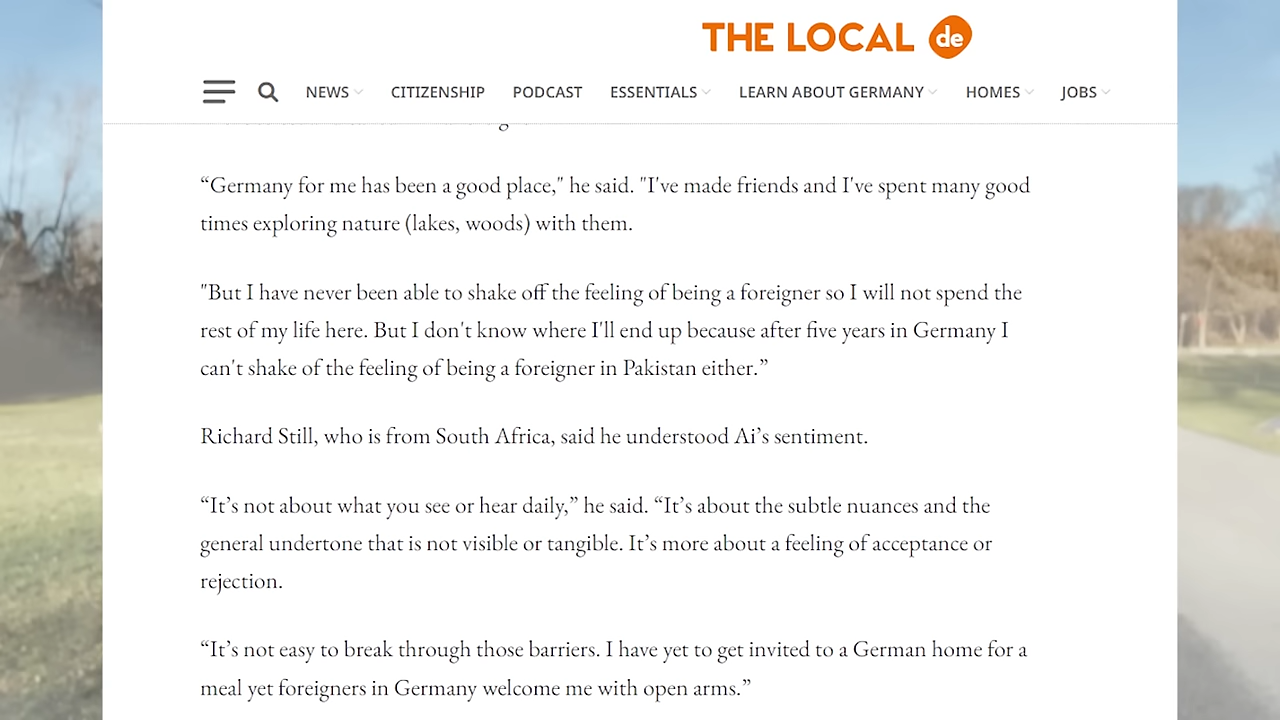 THE LOCAL de
NEWS CITIZENSHIP PODCAST ESSENTIALS LEARN ABOUT GERMANY HOMES JOBS
“Germany for me has been a good place," he said. "I've made friends and I've spent many good
times exploring nature (lakes, woods) with them.
"But I have never been able to shake off the feeling of being a foreigner so I will not spend the
rest of my life here. But I don't know where I'll end up because after five years in Germany I
can't shake of the feeling of being a foreigner in Pakistan either.”
Richard Still, who is from South Africa, said he understood Ai’s sentiment.
“It’s not about what you see or hear daily,” he said. “It’s about the subtle nuances and the
general undertone that is not visible or tangible. It’s more about a feeling of acceptance or
rejection.
“It’s not easy to break through those barriers. I have yet to get invited to a German home for a
meal yet foreigners in Germany welcome me with open arms.”